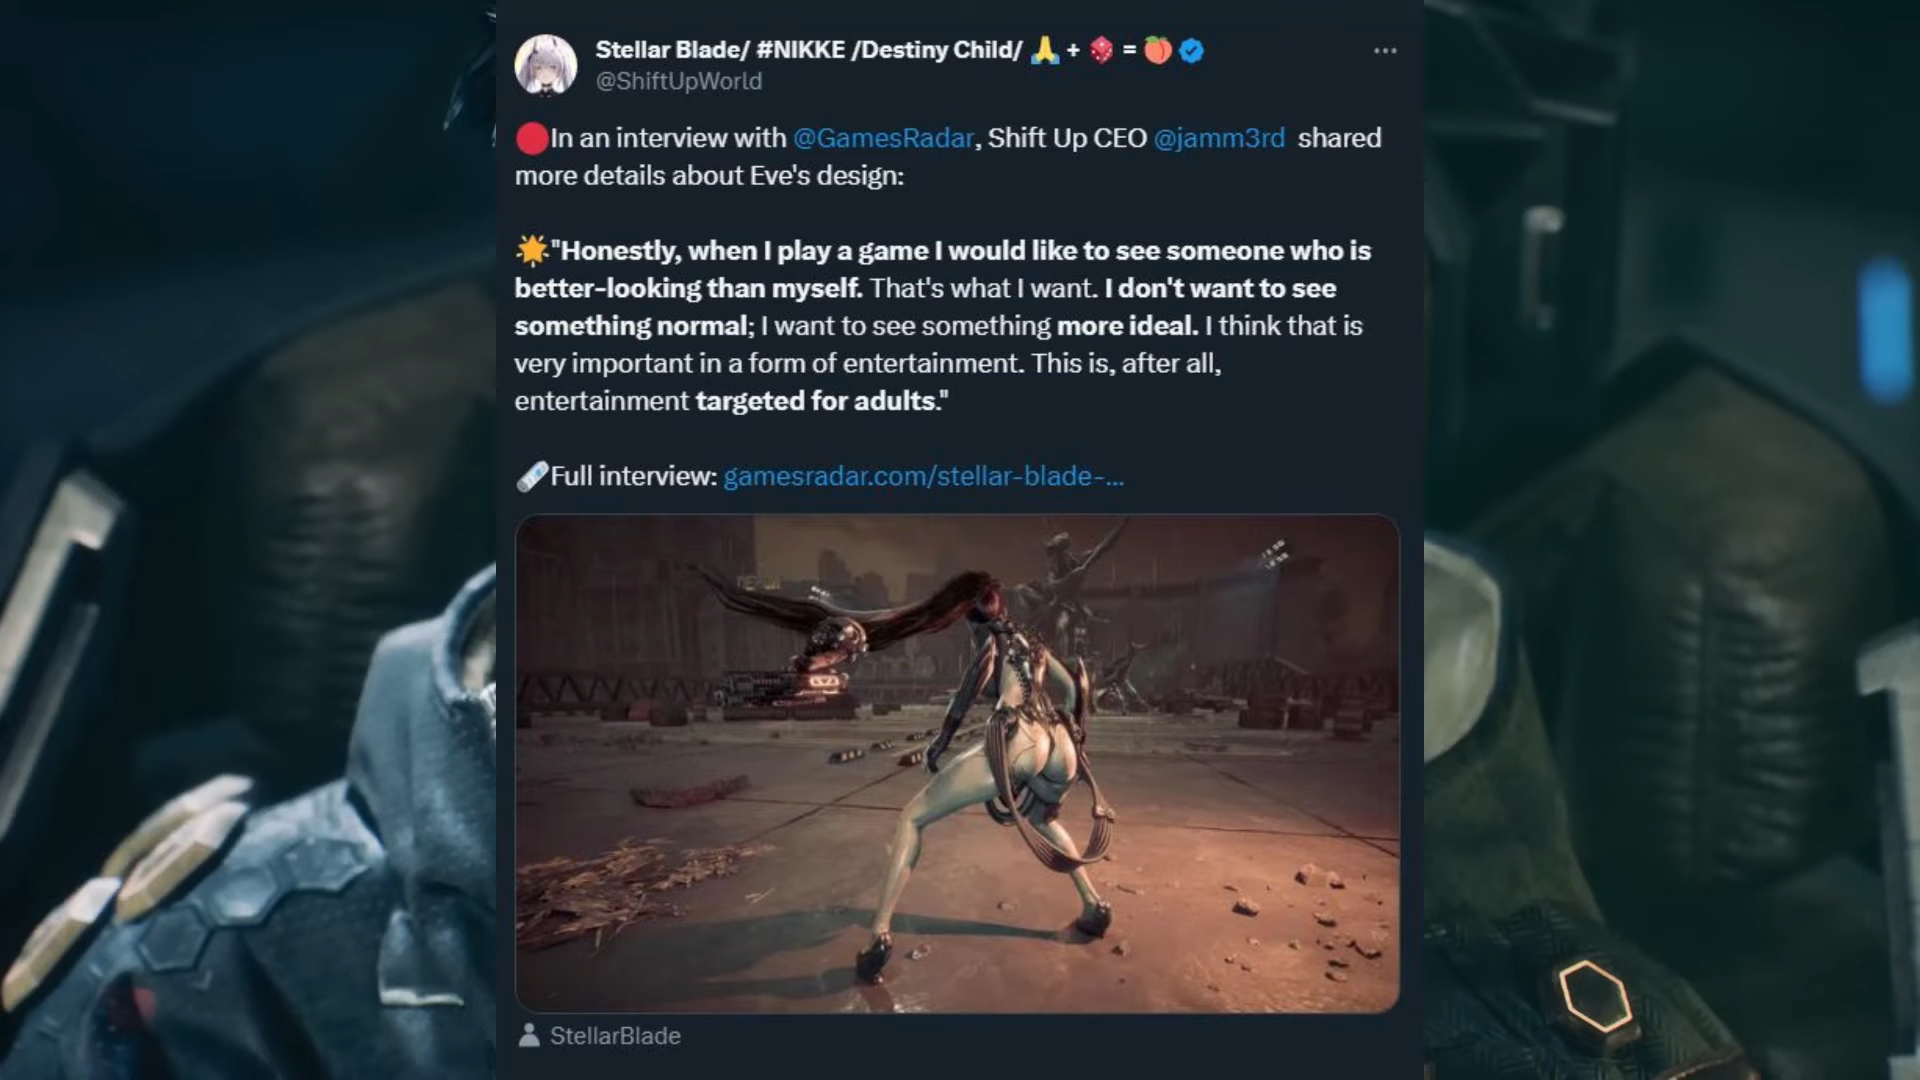 Stellar Blade/ #NIKKE /Destiny Child/ 🙏 + 🎲 = 🍑
@ShiftUpWorld
🔴In an interview with @GamesRadar, Shift Up CEO @jamm3rd shared
more details about Eve's design:
🌟"Honestly, when I play a game I would like to see someone who is
better-looking than myself. That's what I want. I don't want to see
something normal; I want to see something more ideal. I think that is
very important in a form of entertainment. This is, after all,
entertainment targeted for adults."
🗞️Full interview: gamesradar.com/stellar-blade-...
StellarBlade